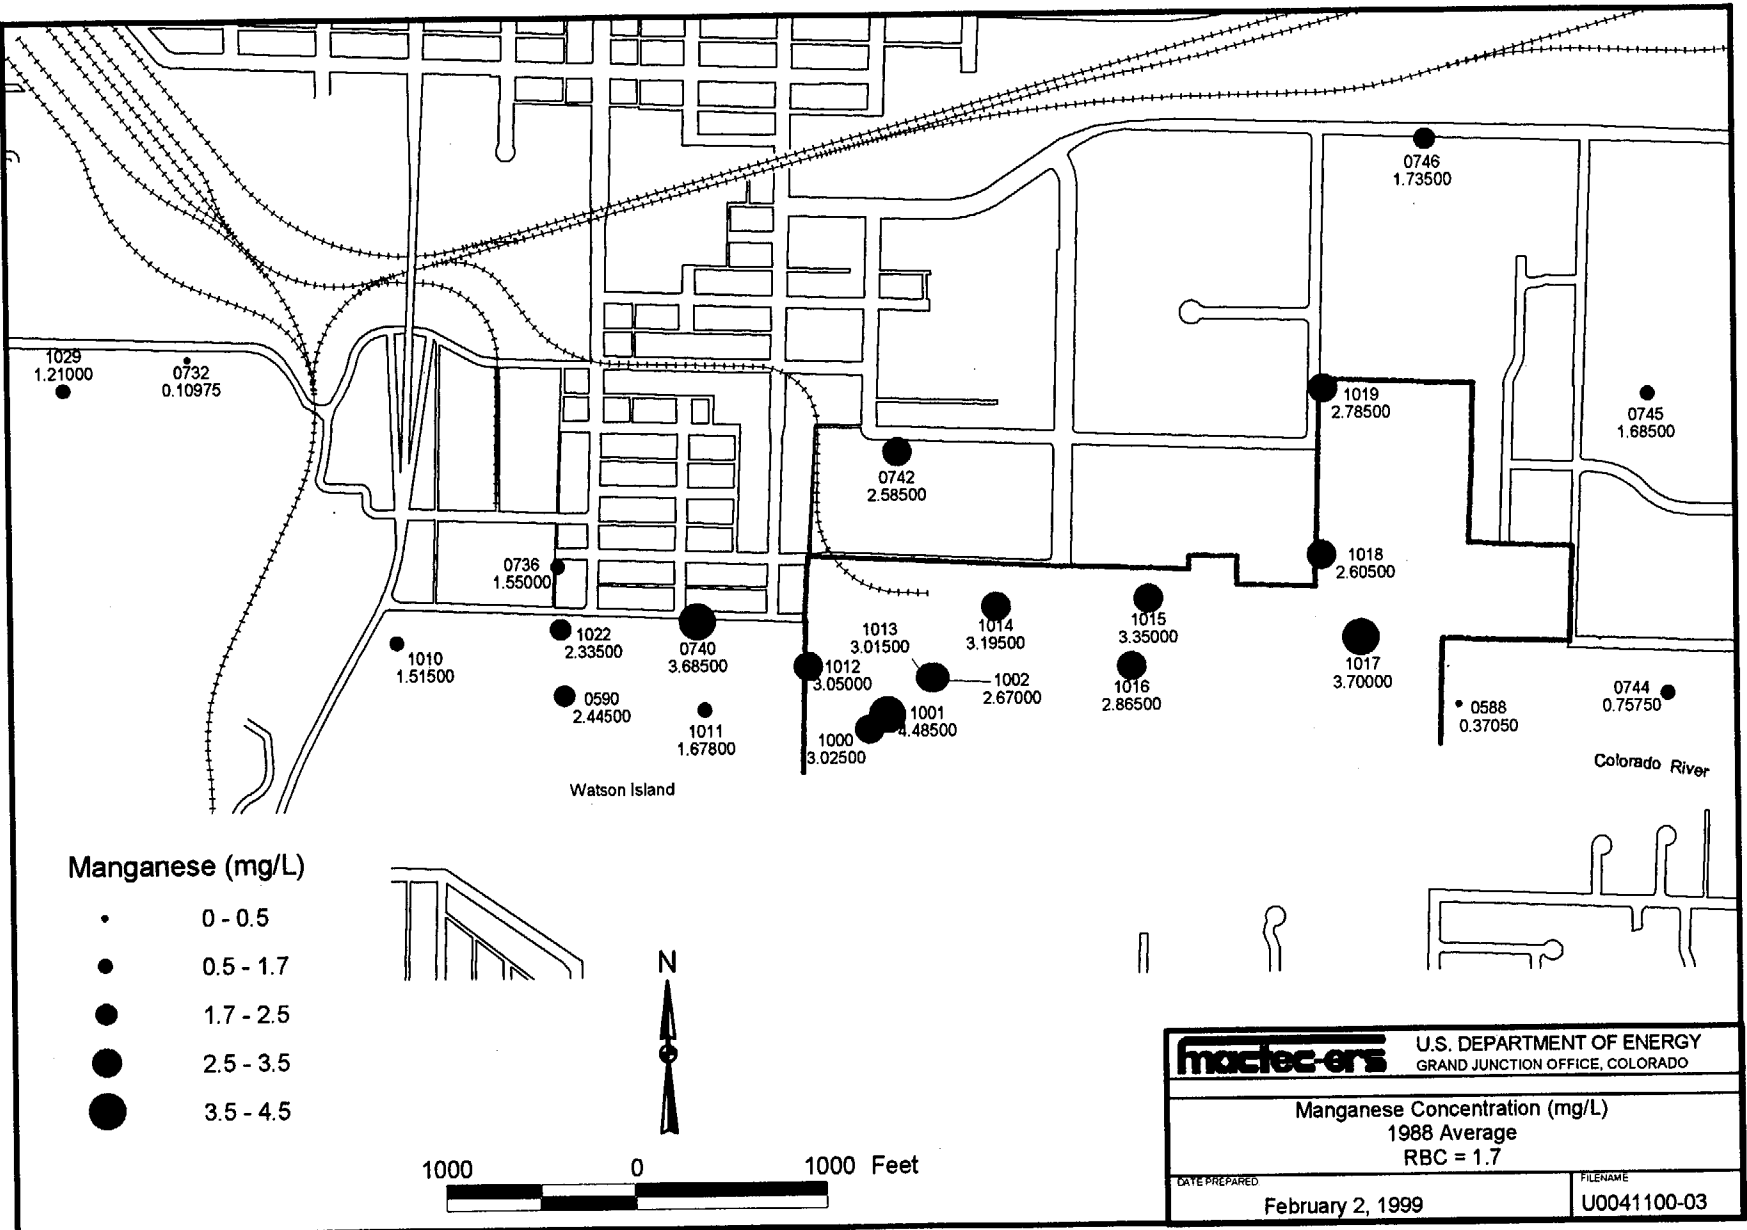 0746
1.73500
1029
1.21000
0732
0.10975
1019
2.78500
0745
1.68500
0742
2.58500
1018
2.60500
0736
1.55000
1022
2.33500
1010
1.51500
0740
3.68500
1013
3.01500
1014
3.19500
1015
3.35000
1012
3.05000
1002
2.67000
1016
2.86500
1017
3.70000
0590
2.44500
1011
1.67800
1001
4.48500
1000
3.02500
0588
0.37050
0744
0.75750
Watson Island
Colorado River
Manganese (mg/L)
0 - 0.5
0.5 - 1.7
1.7 - 2.5
2.5 - 3.5
3.5 - 4.5
N
1000 0 1000 Feet
mactec-ers
U.S. DEPARTMENT OF ENERGY
GRAND JUNCTION OFFICE, COLORADO
Manganese Concentration (mg/L)
1988 Average
RBC = 1.7
DATE PREPARED
February 2, 1999
FILENAME
U0041100-03